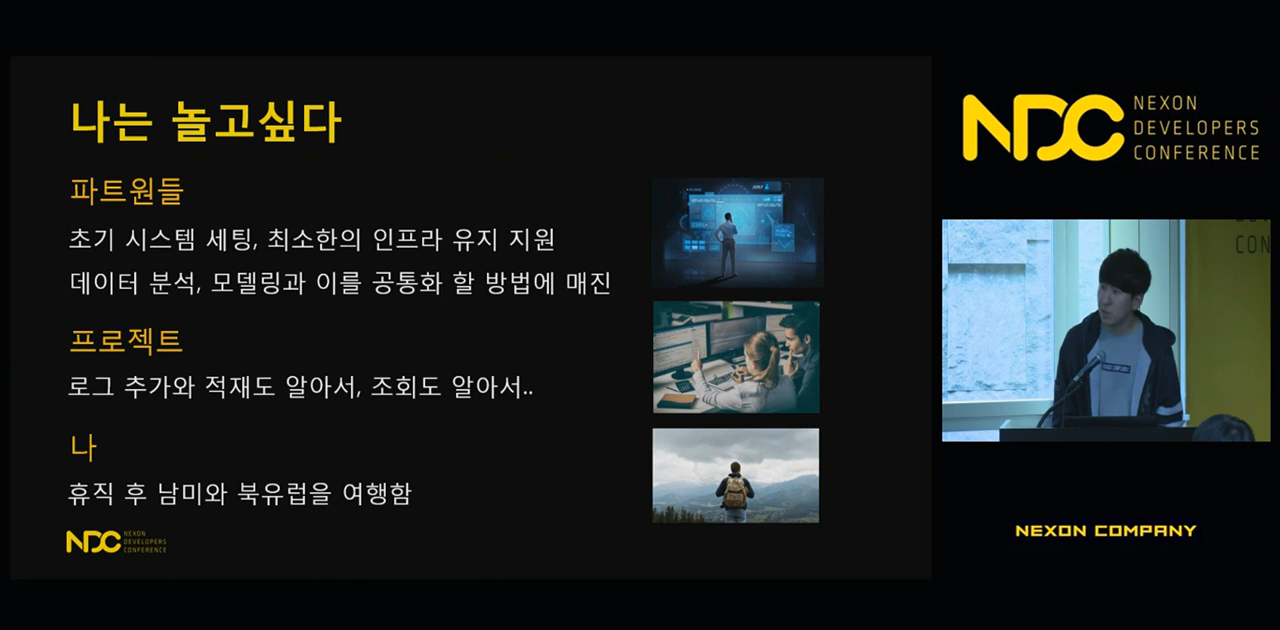 나는 놀고싶다
파트원들
초기 시스템 세팅, 최소한의 인프라 유지 지원
데이터 분석, 모델링과 이를 공통화 할 방법에 매진
프로젝트
로그 추가와 적재도 알아서, 조회도 알아서..
나
휴직 후 남미와 북유럽을 여행함
NDC NEXON
DEVELOPERS
CONFERENCE
NDC NEXON
DEVELOPERS
CONFERENCE
CON
NEXON COMPANY